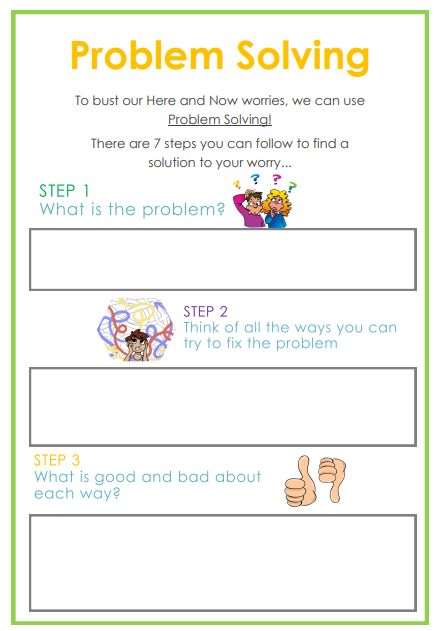 Problem Solving
To bust our Here and Now worries, we can use
Problem Solving!
There are 7 steps you can follow to find a
solution to your worry...
STEP 1
What is the problem?
STEP 2
Think of all the ways you can
try to fix the problem
STEP 3
What is good and bad about
each way?